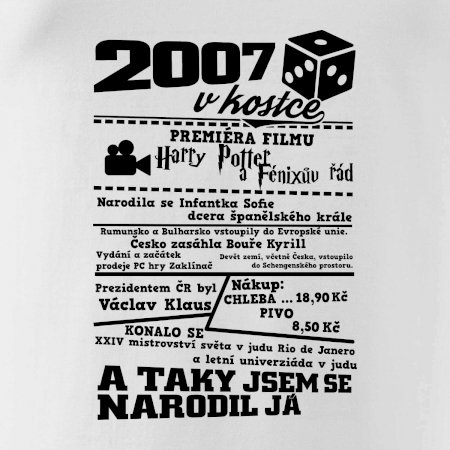 2007
v kostce
PREMIÉRA FILMU
Harry Potter
a Fénixův řád
Narodila se Infantka Sofie
dcera španělského krále
Rumunsko a Bulharsko vstoupily do Evropské unie.
Česko zasáhla Bouře Kyrill
Vydání a začátek
prodeje PC hry Zaklínač
Devět zemí, včetně Česka, vstoupilo
do Schengenského prostoru.
Prezidentem ČR byl
Václav Klaus
Nákup:
CHLEBA ... 18,90 Kč
PIVO
8,50 Kč
KONALO SE
XXIV mistrovství světa v judu Rio de Janero
a letní univerziáda v judu
A TAKY JSEM SE
NARODIL JÁ